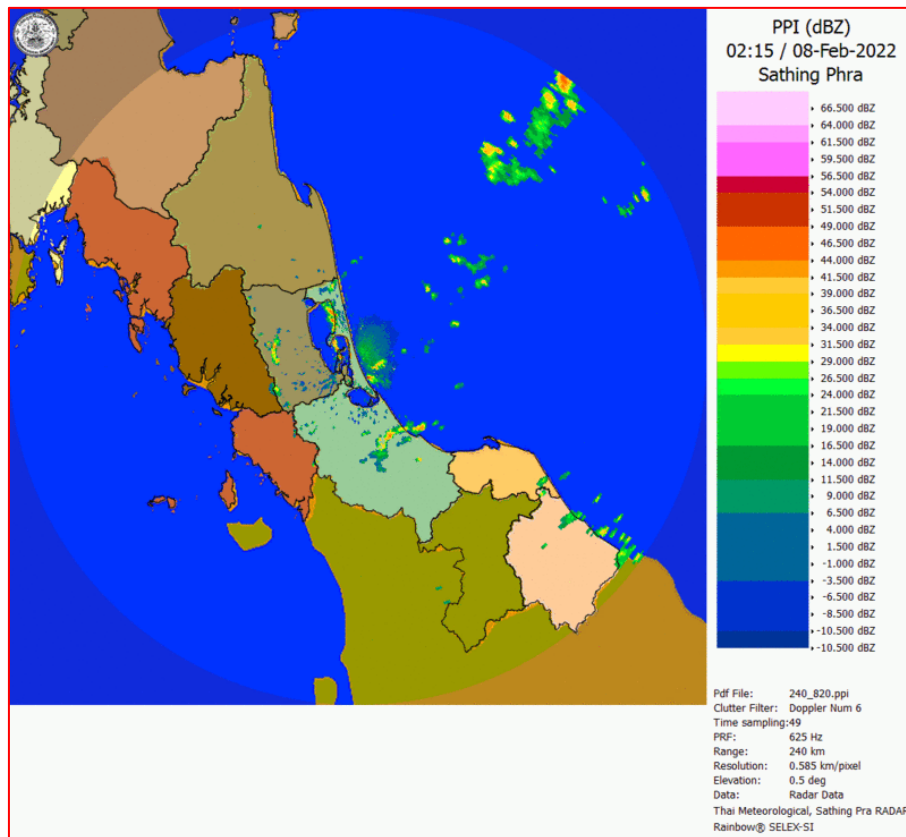 PPI (dBZ)
02:15 / 08-Feb-2022
Sathing Phra
66.500 dBZ
64.000 dBZ
61.500 dBZ
59.500 dBZ
56.500 dBZ
54.000 dBZ
51.500 dBZ
49.000 dBZ
46.500 dBZ
44.000 dBZ
41.500 dBZ
39.000 dBZ
36.500 dBZ
34.000 dBZ
31.500 dBZ
29.000 dBZ
26.500 dBZ
24.000 dBZ
21.500 dBZ
19.000 dBZ
16.500 dBZ
14.000 dBZ
11.500 dBZ
9.000 dBZ
6.500 dBZ
4.000 dBZ
1.500 dBZ
-1.000 dBZ
-3.500 dBZ
-6.500 dBZ
-8.500 dBZ
-10.500 dBZ
-10.500 dBZ
Pdf File: 240_820.ppi
Clutter Filter: Doppler Num 6
Time sampling:49
PRF: 625 Hz
Range: 240 km
Resolution: 0.585 km/pixel
Elevation: 0.5 deg
Data: Radar Data
Thai Meteorological, Sathing Pra RADAR
Rainbow® SELEX-SI